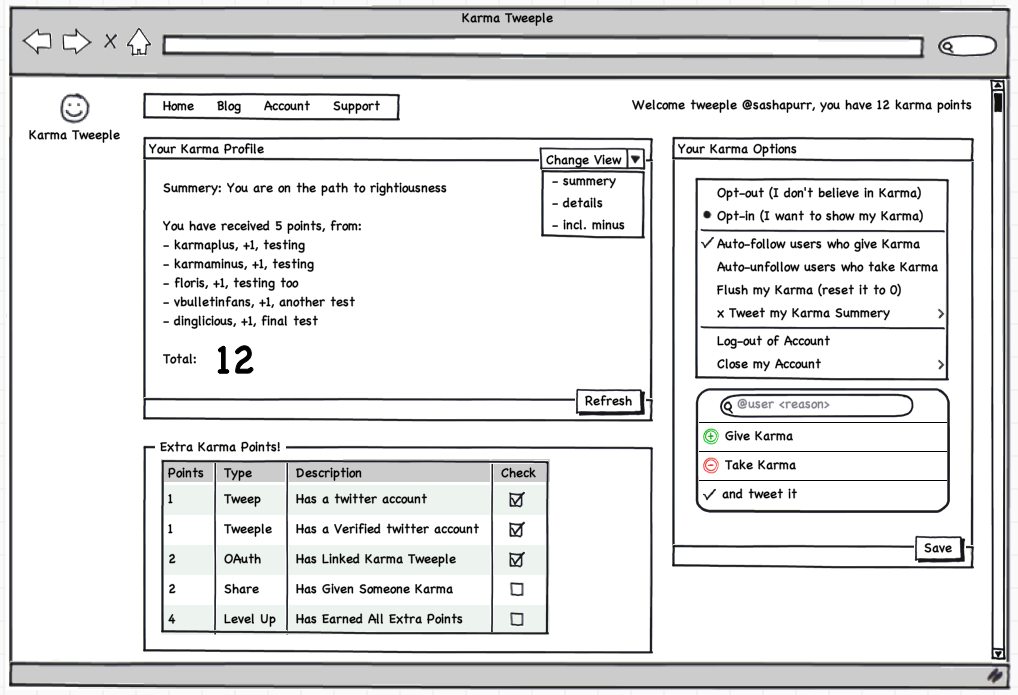 Karma Tweeple
X
Karma Tweeple
Home Blog Account Support
Welcome tweeple @sashapurr, you have 12 karma points
Your Karma Profile
Change View
- summery
- details
- incl. minus
Summery: You are on the path to rightiousness
You have received 5 points, from:
- karmaplus, +1, testing
- karmaminus, +1, testing
- floris, +1, testing too
- vbulletinfans, +1, another test
- dinglicious, +1, final test
Total: 12
Refresh
Extra Karma Points!
Points Type Description Check
1 Tweep Has a twitter account
1 Tweeple Has a Verified twitter account
2 OAuth Has Linked Karma Tweeple
2 Share Has Given Someone Karma
4 Level Up Has Earned All Extra Points
Your Karma Options
Opt-out (I don't believe in Karma)
Opt-in (I want to show my Karma)
Auto-follow users who give Karma
Auto-unfollow users who take Karma
Flush my Karma (reset it to 0)
x Tweet my Karma Summery >
Log-out of Account
Close my Account >
@user <reason>
Give Karma
Take Karma
and tweet it
Save